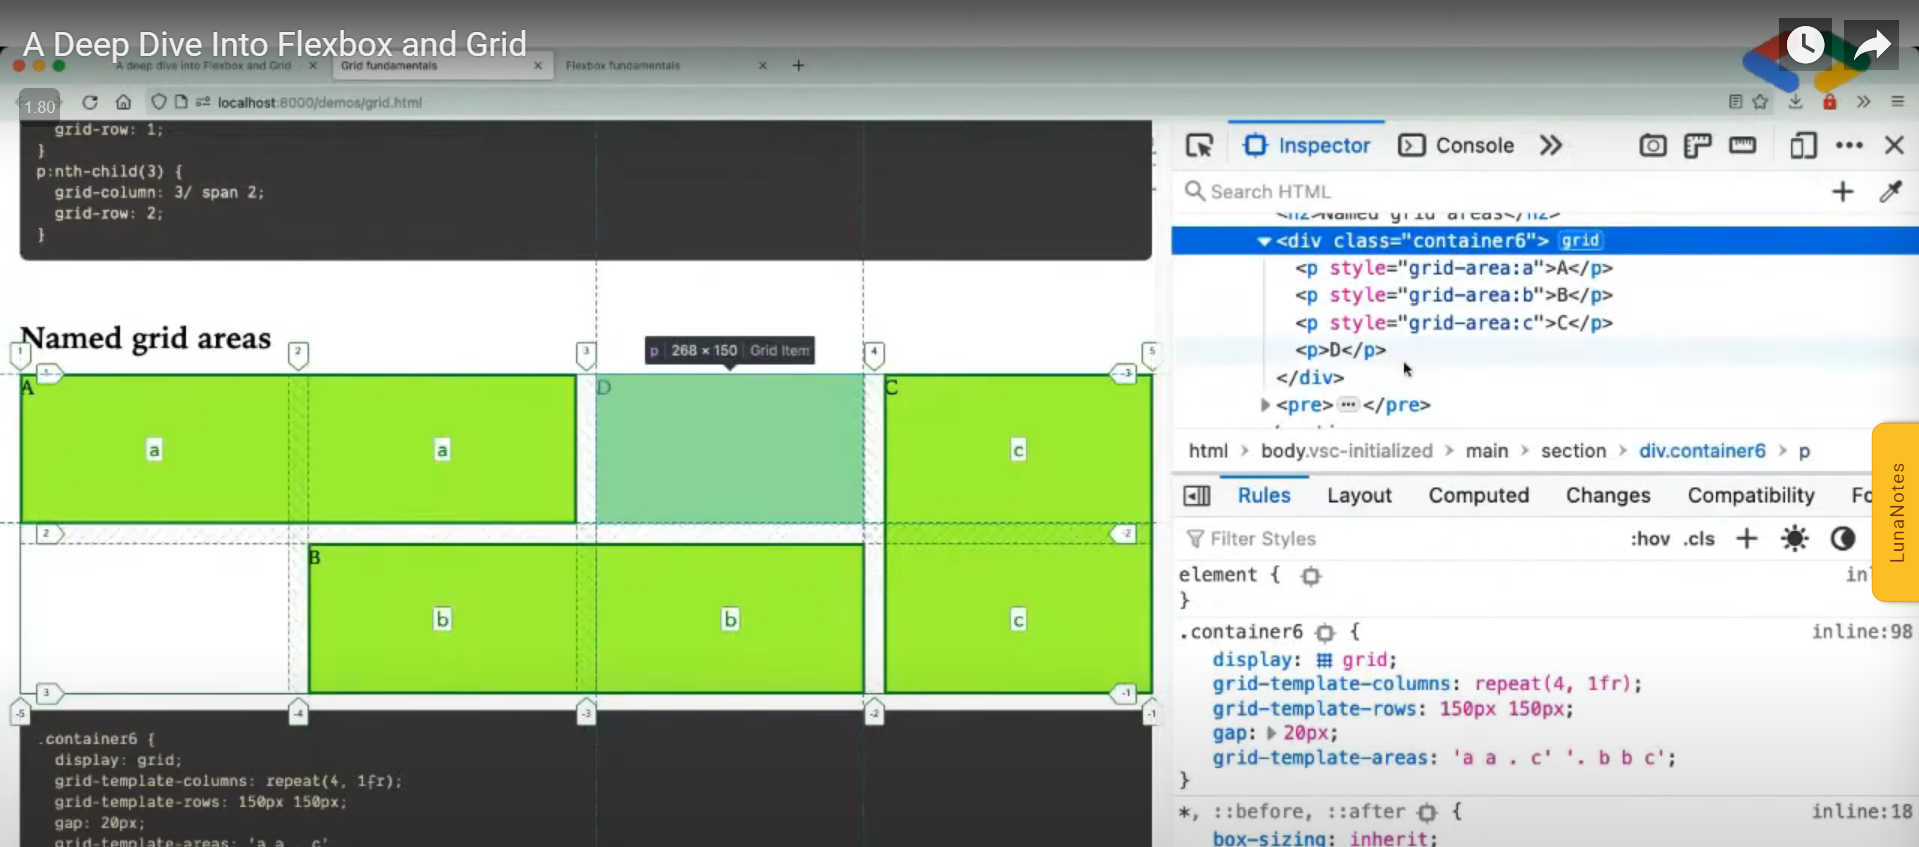 A Deep Dive Into Flexbox and Grid
A deep dive into Flexbox and Grid
Grid fundamentals
Flexbox fundamentals
1.80
localhost:8000/demos/grid.html
grid-row: 1;
}
p:nth-child(3) {
grid-column: 3/ span 2;
grid-row: 2;
}
Named grid areas
1
2
3
4
5
p 268 × 150 Grid Item
-3
A
D
C
a
a
c
2
-2
B
b
b
c
3
-1
-5
-4
-3
-2
-1
.container6 {
display: grid;
grid-template-columns: repeat(4, 1fr);
grid-template-rows: 150px 150px;
gap: 20px;
grid-template-areas: 'a a . c'
Inspector
Console
Search HTML
<h2>Named grid areas</h2>
<div class="container6"> grid
<p style="grid-area:a">A</p>
<p style="grid-area:b">B</p>
<p style="grid-area:c">C</p>
<p>D</p>
</div>
<pre>
</pre>
html > body.vsc-initialized > main > section > div.container6 > p
Rules
Layout
Computed
Changes
Compatibility
Fo
Filter Styles
:hov .cls
element {
in
}
.container6 {
inline:98
display: grid;
grid-template-columns: repeat(4, 1fr);
grid-template-rows: 150px 150px;
gap: 20px;
grid-template-areas: 'a a . c' '. b b c';
}
*, ::before, ::after {
inline:18
box-sizing: inherit;
LunaNotes